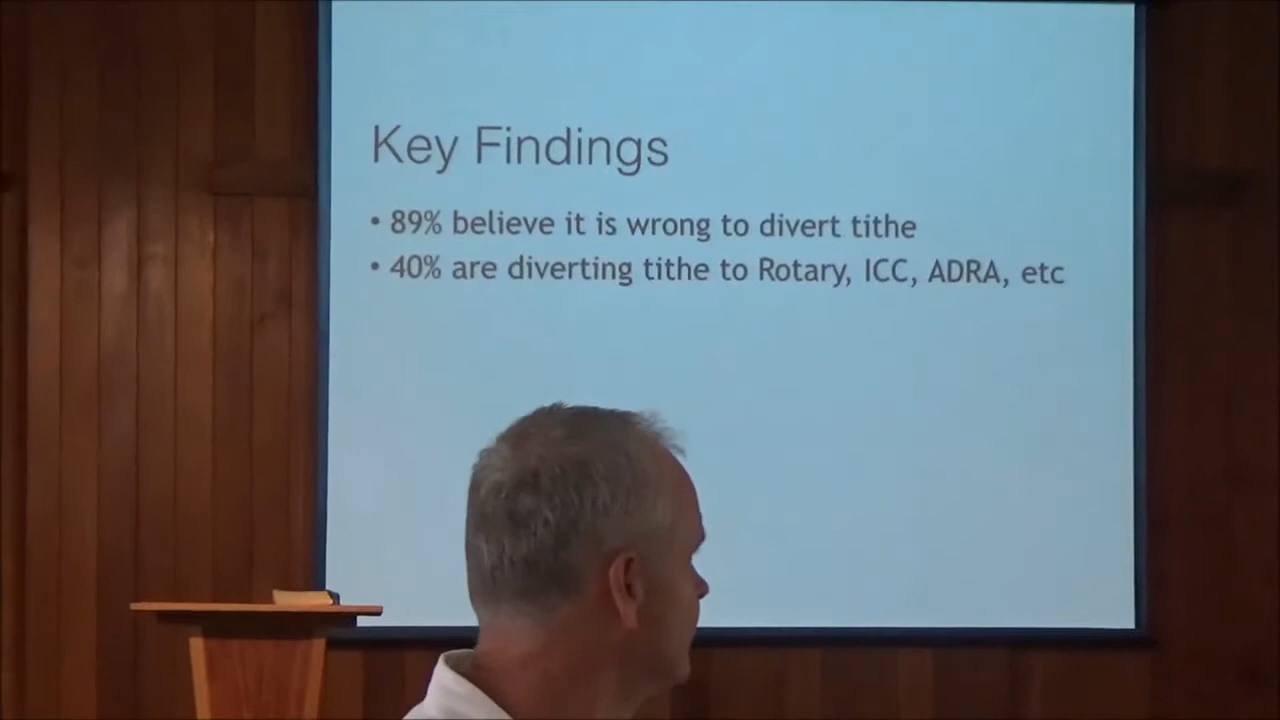 Key Findings
• 89% believe it is wrong to divert tithe
• 40% are diverting tithe to Rotary, ICC, ADRA, etc